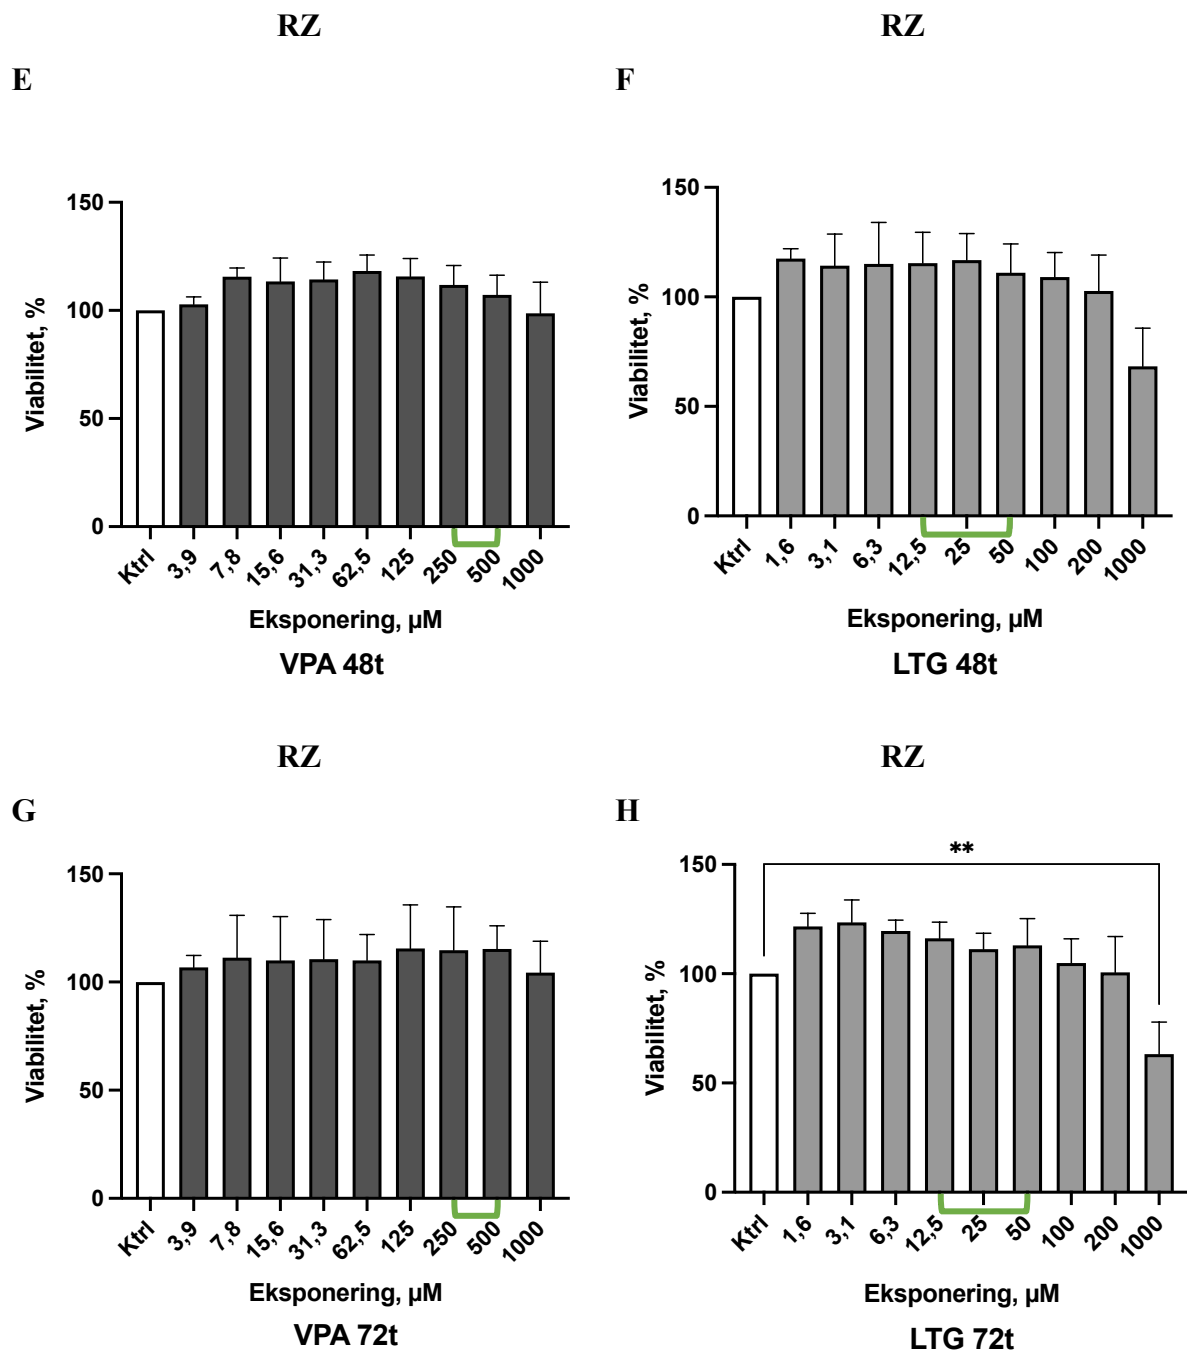 RZ
RZ
E
F
150
100
50
0
Viabilitet, %
Ktrl 3,9 7,8 15,6 31,3 62,5 125 250 500 1000
Eksponering, µM
VPA 48t
150
100
50
0
Viabilitet, %
Ktrl 1,6 3,1 6,3 12,5 25 50 100 200 1000
Eksponering, µM
LTG 48t
RZ
RZ
G
H
150
100
50
0
Viabilitet, %
Ktrl 3,9 7,8 15,6 31,3 62,5 125 250 500 1000
Eksponering, µM
VPA 72t
**
150
100
50
0
Viabilitet, %
Ktrl 1,6 3,1 6,3 12,5 25 50 100 200 1000
Eksponering, µM
LTG 72t